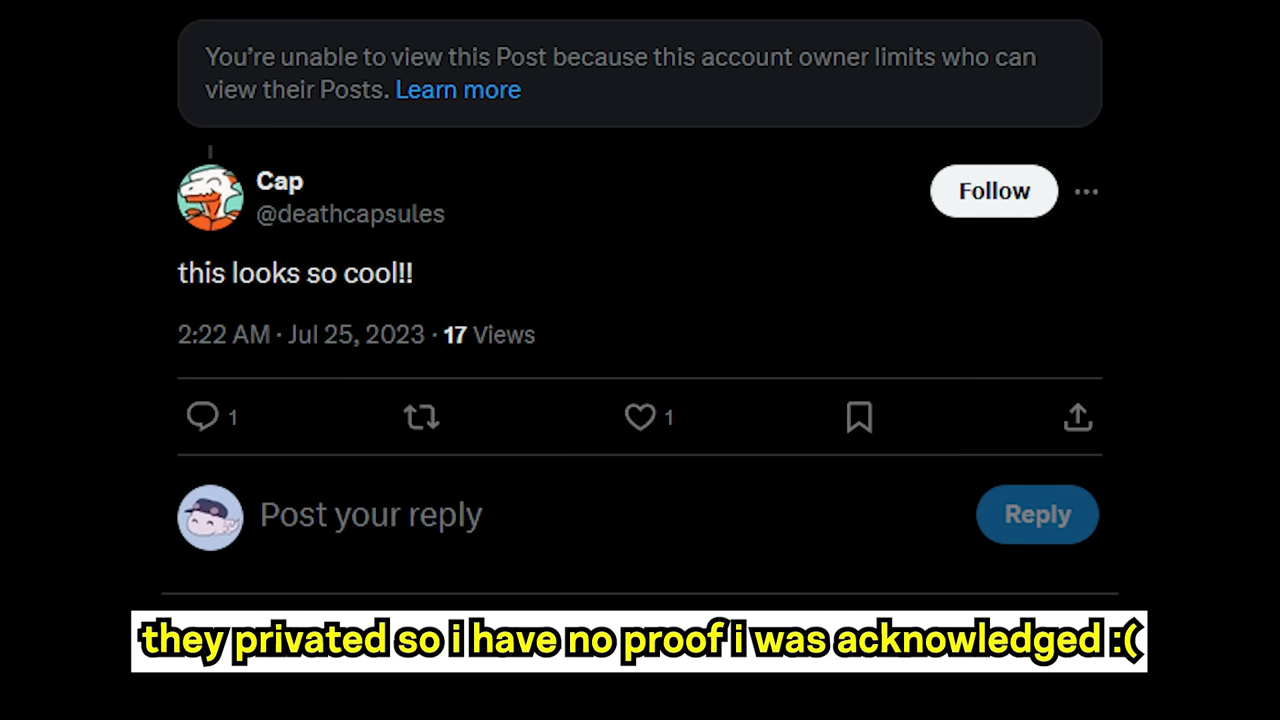 You're unable to view this Post because this account owner limits who can
view their Posts. Learn more
Cap
@deathcapsules
Follow
this looks so cool!!
2:22 AM · Jul 25, 2023 · 17 Views
1
1
Post your reply
Reply
they privated so i have no proof i was acknowledged :(